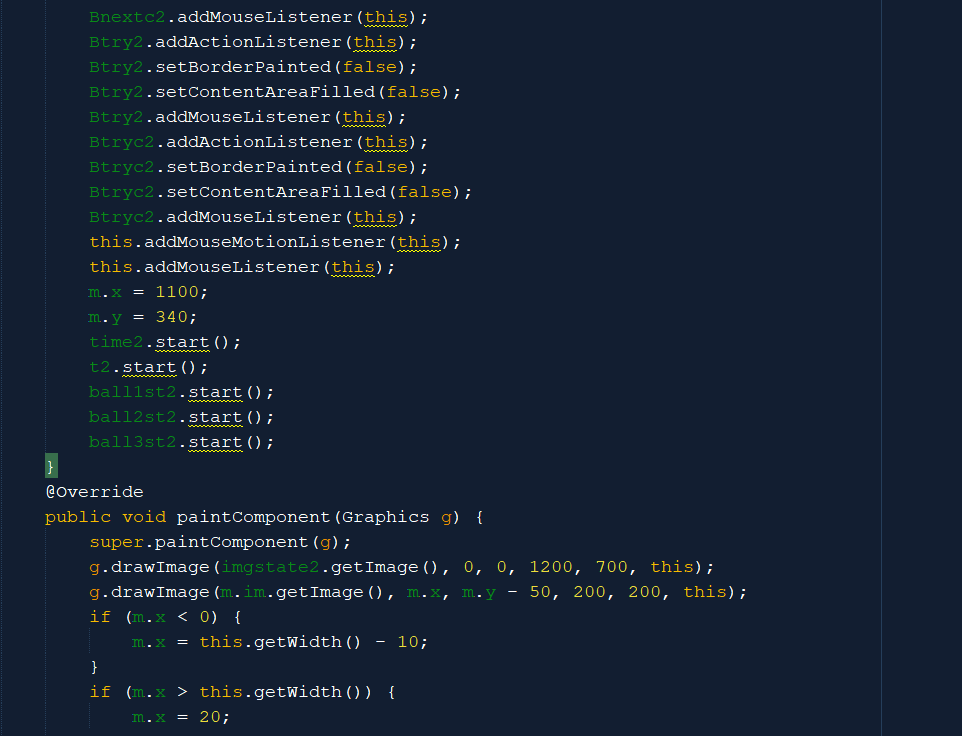 Bnextc2.addMouseListener(this);
Btry2.addActionListener(this);
Btry2.setBorderPainted(false);
Btry2.setContentAreaFilled(false);
Btry2.addMouseListener(this);
Btryc2.addActionListener(this);
Btryc2.setBorderPainted(false);
Btryc2.setContentAreaFilled(false);
Btryc2.addMouseListener(this);
this.addMouseMotionListener(this);
this.addMouseListener(this);
m.x = 1100;
m.y = 340;
time2.start();
t2.start();
ball1st2.start();
ball2st2.start();
ball3st2.start();
}
@Override
public void paintComponent(Graphics g) {
super.paintComponent(g);
g.drawImage(imgstate2.getImage(), 0, 0, 1200, 700, this);
g.drawImage(m.im.getImage(), m.x, m.y - 50, 200, 200, this);
if (m.x < 0) {
m.x = this.getWidth() - 10;
}
if (m.x > this.getWidth()) {
m.x = 20;